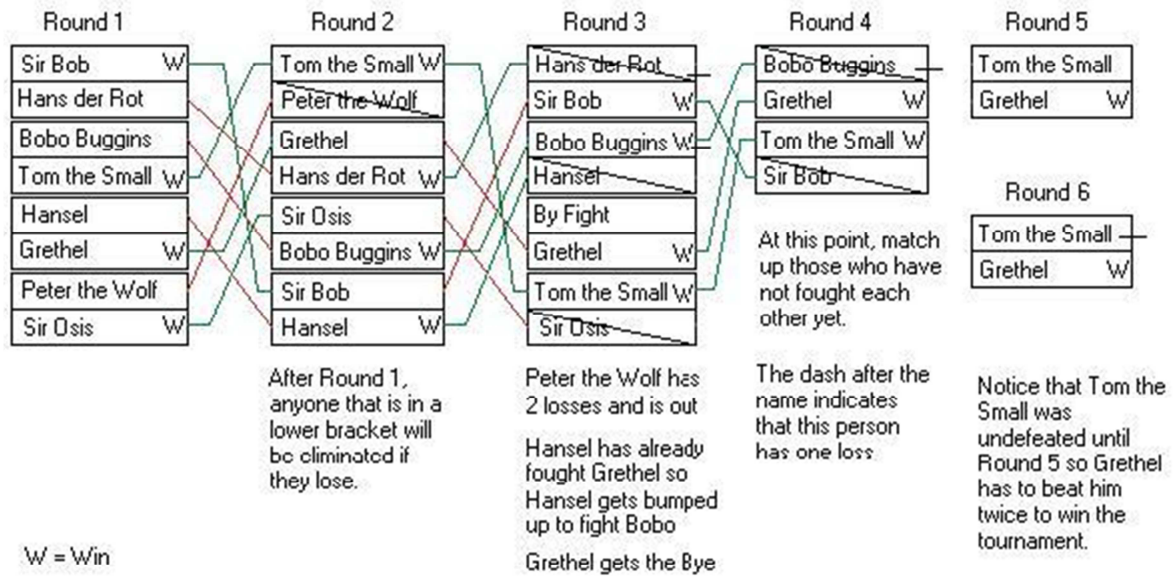 Round 1
Sir Bob W
Hans der Rot
Bobo Buggins
Tom the Small W
Hansel
Grethel W
Peter the Wolf
Sir Osis W
W = Win
Round 2
Tom the Small W
Peter the Wolf
Grethel
Hans der Rot W
Sir Osis
Bobo Buggins W
Sir Bob
Hansel W
After Round 1,
anyone that is in a
lower bracket will
be eliminated if
they lose.
Round 3
Hans der Rot
Sir Bob W
Bobo Buggins W
Hansel
By Fight
Grethel W
Tom the Small W
Sir Osis
Peter the Wolf has
2 losses and is out
Hansel has already
fought Grethel so
Hansel gets bumped
up to fight Bobo
Grethel gets the Bye
Round 4
Bobo Buggins
Grethel W
Tom the Small W
Sir Bob
At this point, match
up those who have
not fought each
other yet.
The dash after the
name indicates
that this person
has one loss
Round 5
Tom the Small
Grethel W
Round 6
Tom the Small
Grethel W
Notice that Tom the
Small was
undefeated until
Round 5 so Grethel
has to beat him
twice to win the
tournament.